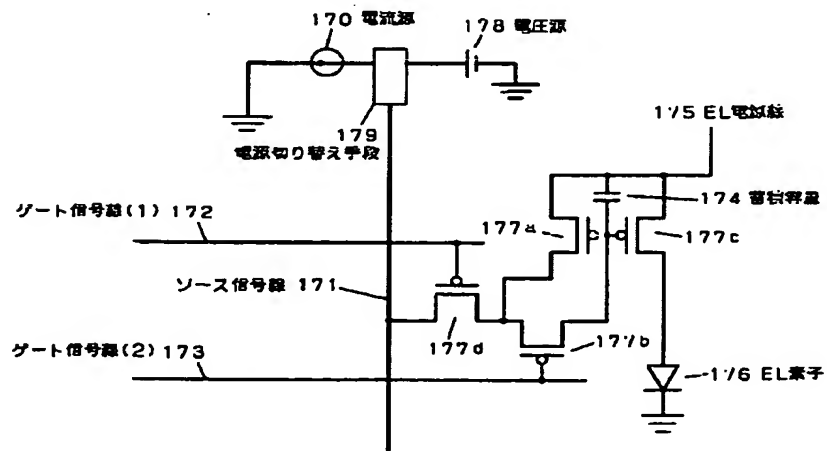 170 電流源
178 電圧源
179
電源切り替え手段
175 EL電源線
174 蓄積容量
ゲート信号線(1) 172
177a
177c
ソース信号線 171
177d
177b
ゲート信号線(2) 173
176 EL素子